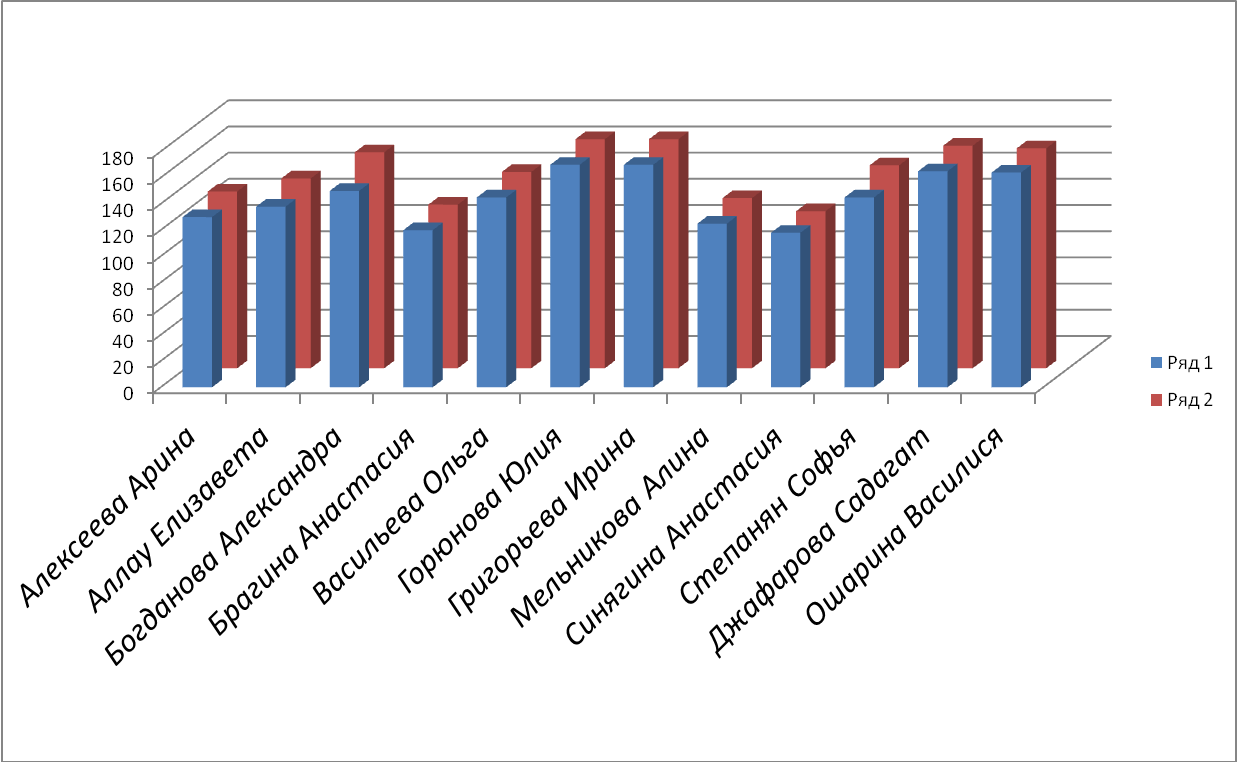 180
160
140
120
100
80
60
40
20
0
Алексеева Арина
Аллау Елизавета
Богданова Александра
Брагина Анастасия
Васильева Ольга
Горюнова Юлия
Григорьева Ирина
Мельникова Алина
Синягина Анастасия
Степанян Софья
Джафарова Садагат
Ошарина Василися
Ряд 1
Ряд 2